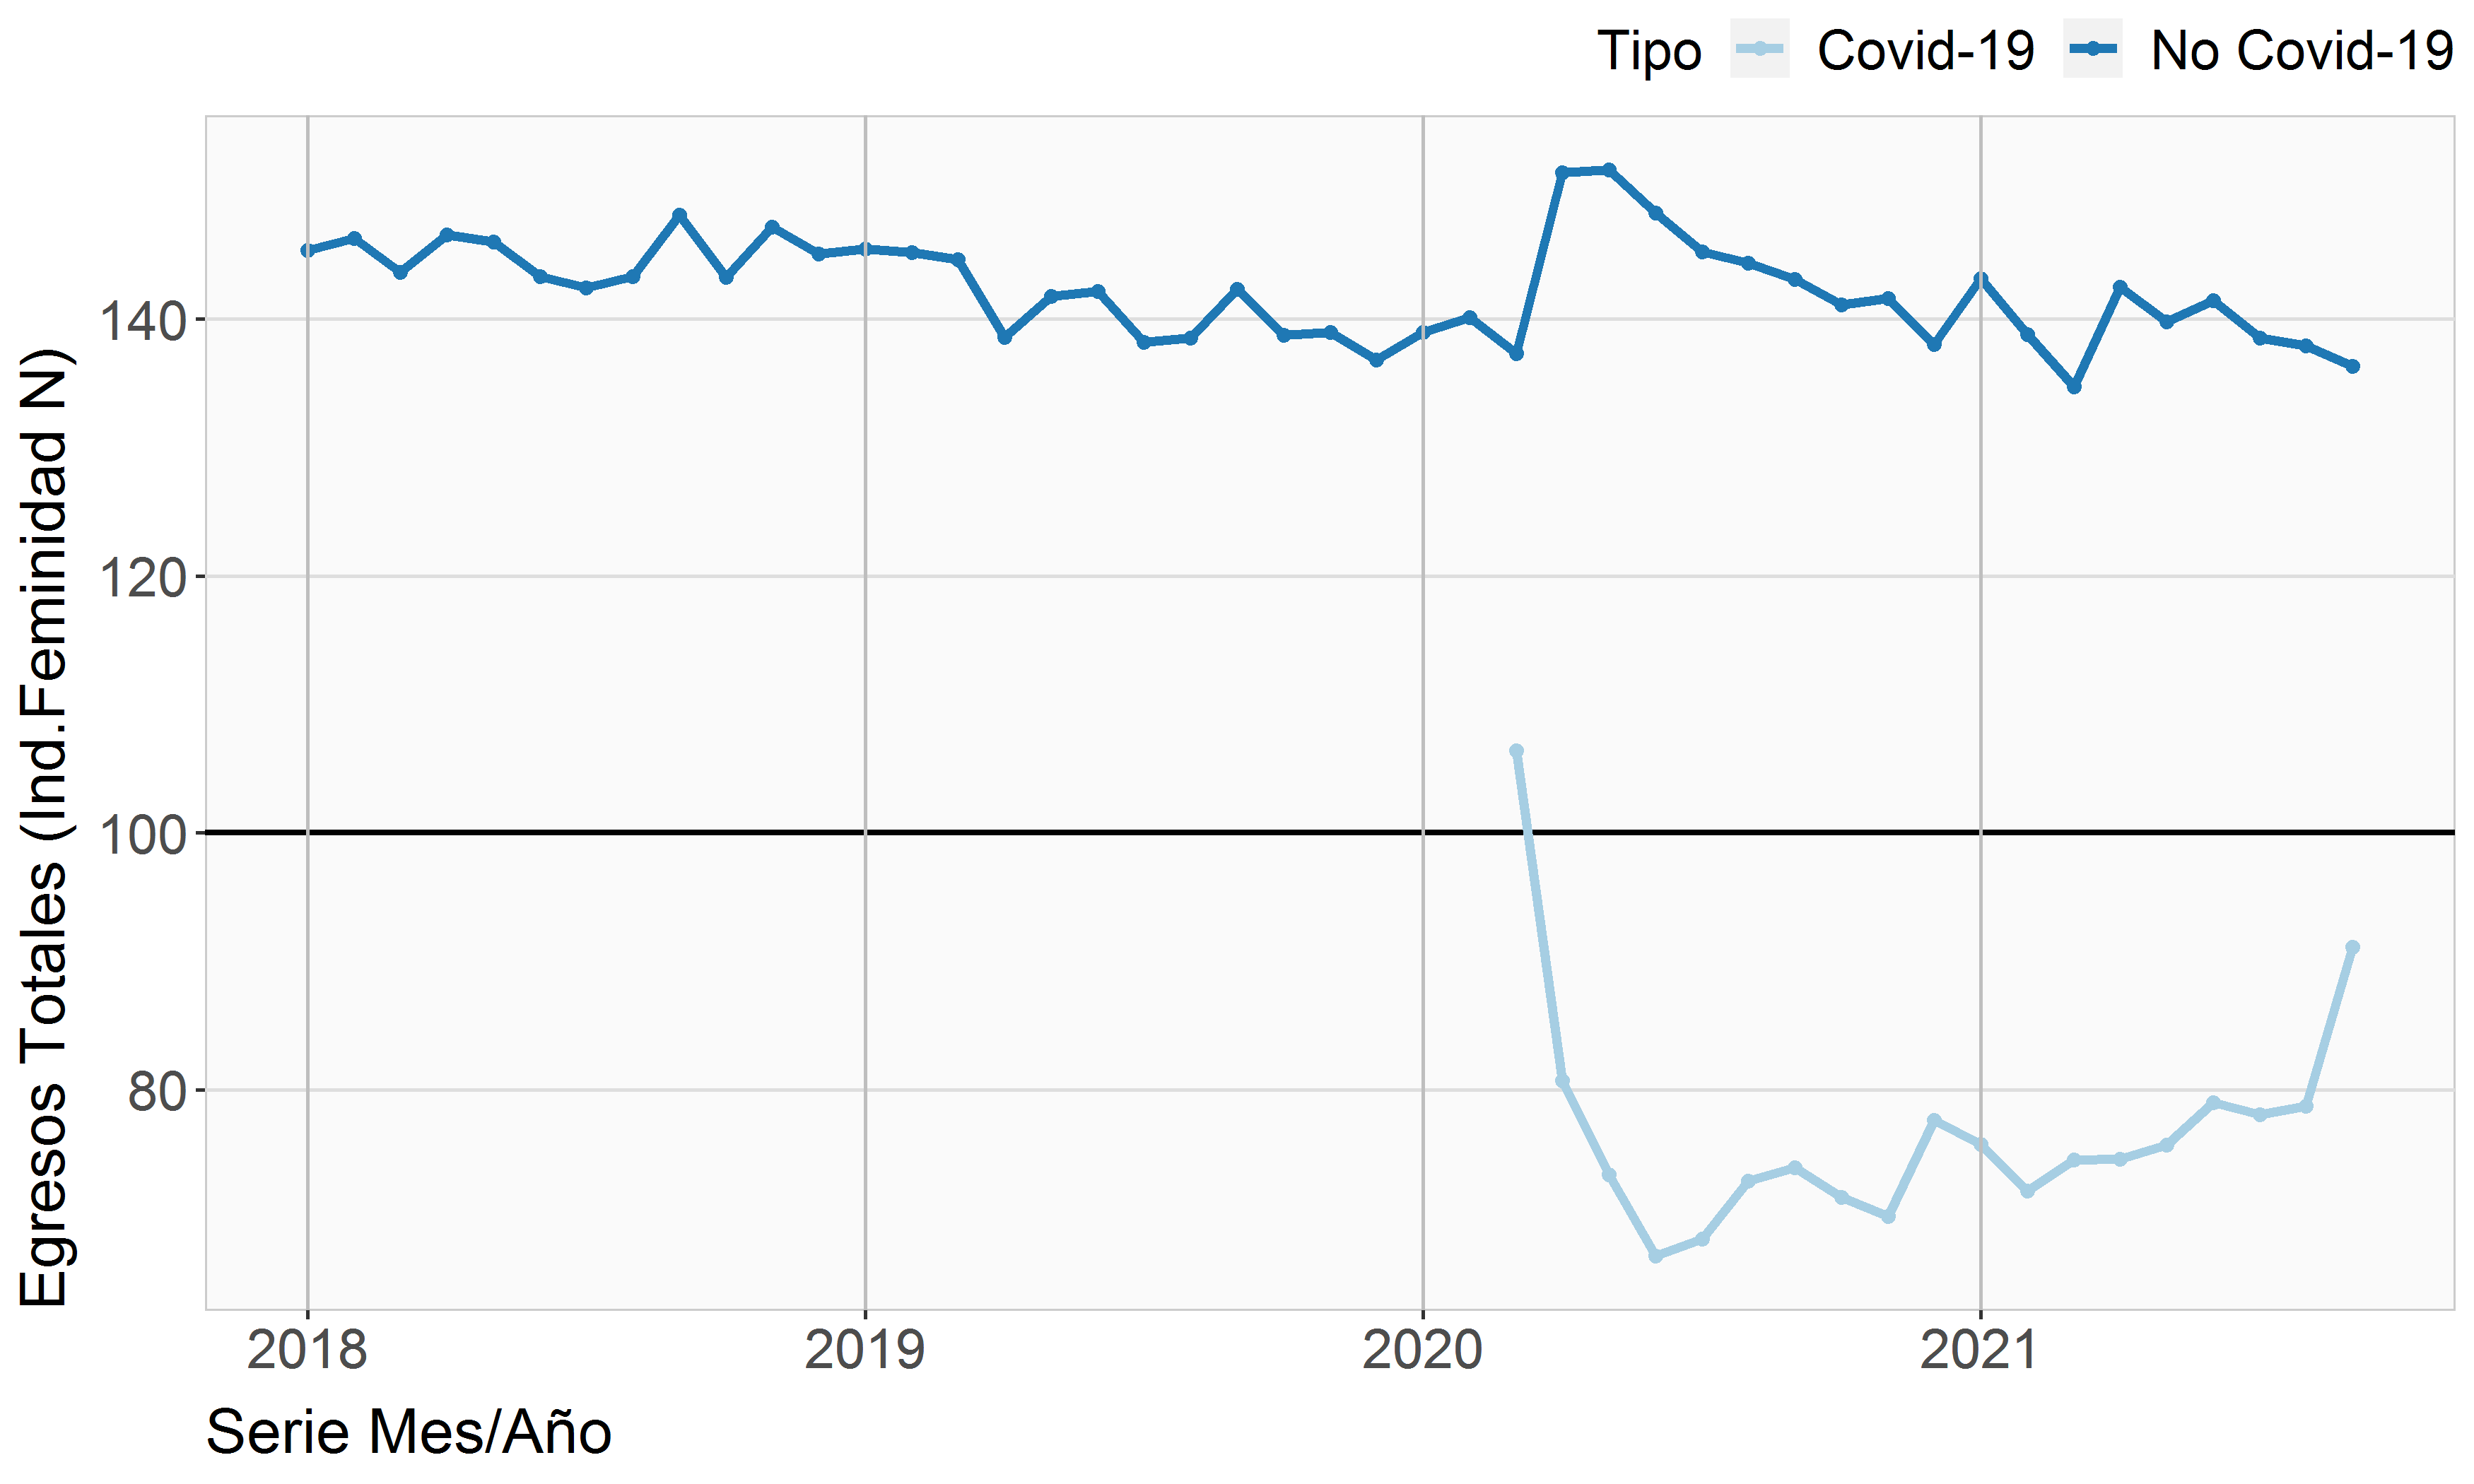 Tipo Covid-19 No Covid-19
Egresos Totales (Ind.Feminidad N)
140
120
100
80
2018 2019 2020 2021
Serie Mes/Año